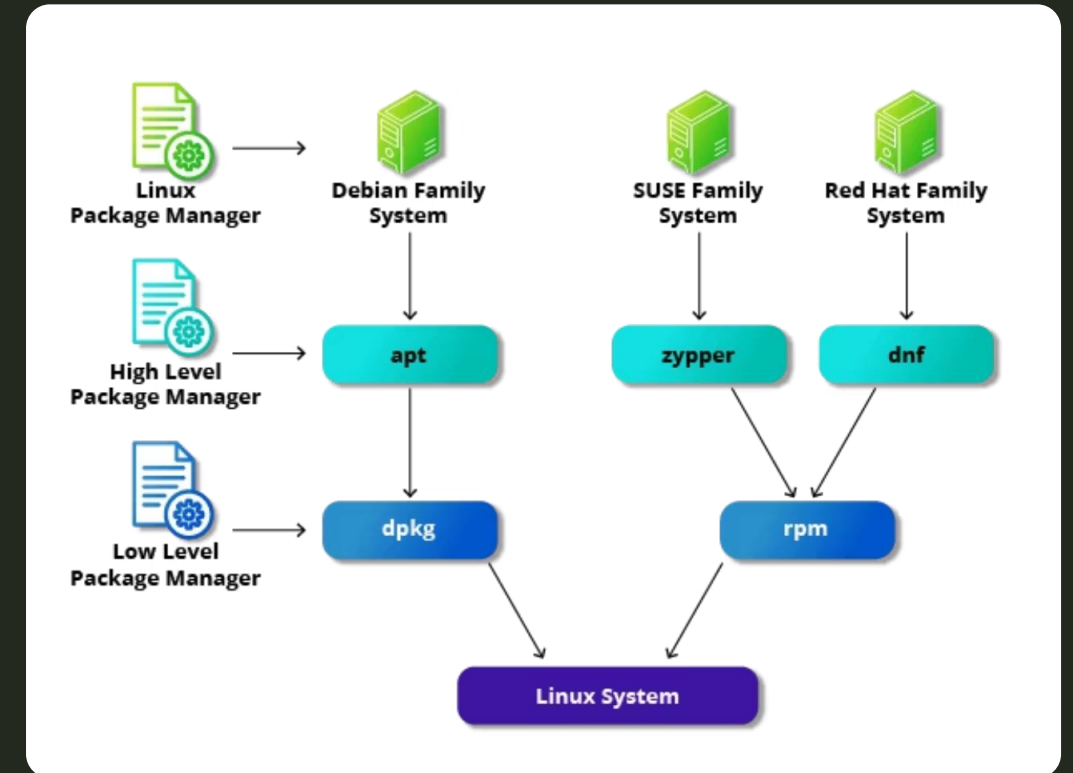 Linux
Package Manager
Debian Family
System
SUSE Family
System
Red Hat Family
System
High Level
Package Manager
apt
zypper
dnf
Low Level
Package Manager
dpkg
rpm
Linux System